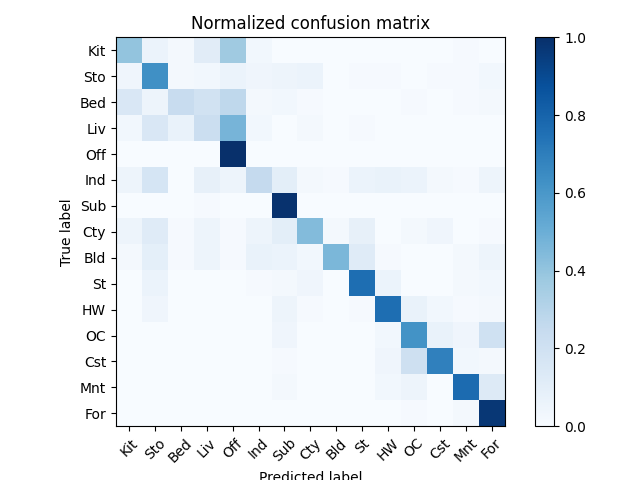 Normalized confusion matrix
True label
Kit
Sto
Bed
Liv
Off
Ind
Sub
Cty
Bld
St
HW
OC
Cst
Mnt
For
Kit Sto Bed Liv Off Ind Sub Cty Bld St HW OC Cst Mnt For
Predicted label
1.0
0.8
0.6
0.4
0.2
0.0